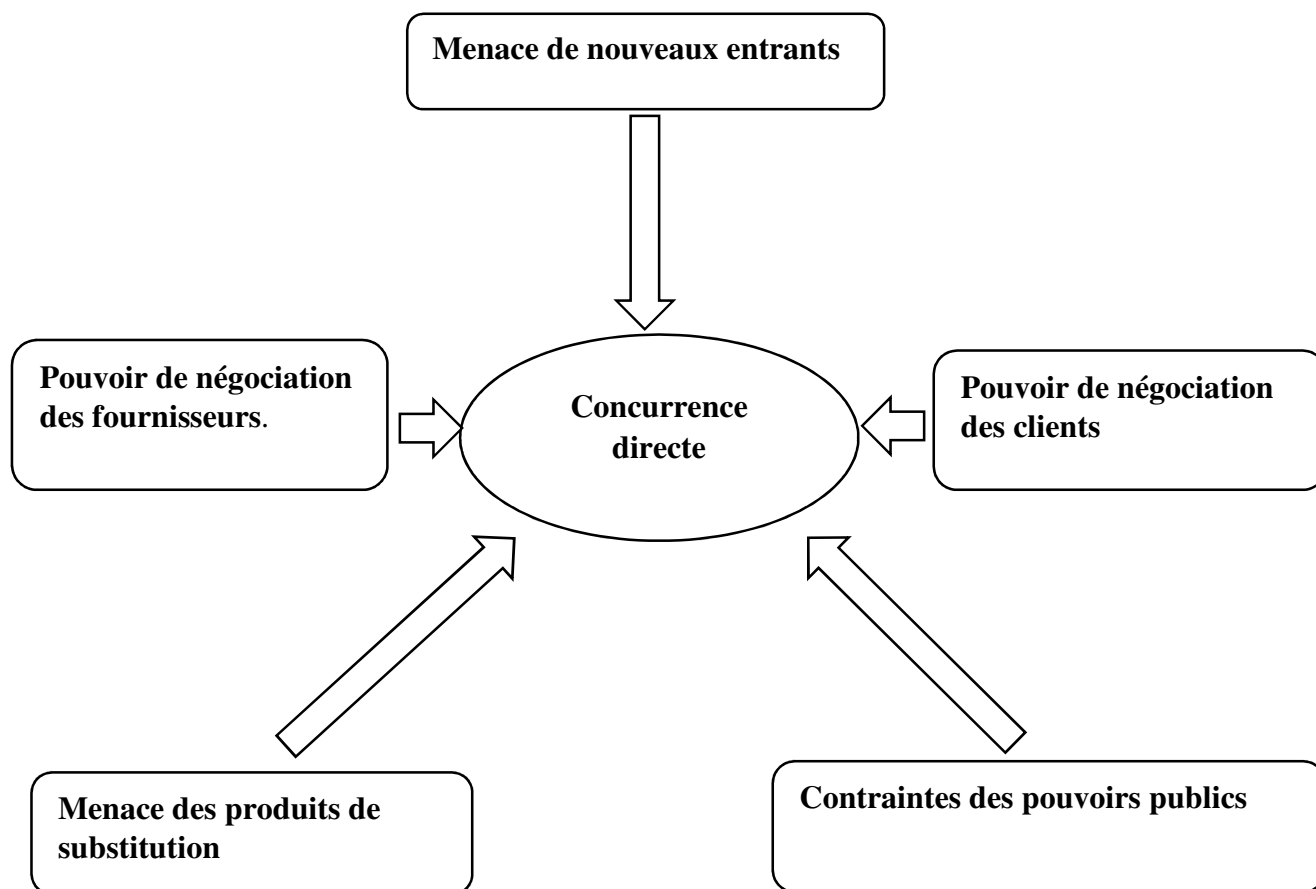 Menace de nouveaux entrants
Pouvoir de négociation
des fournisseurs.
Concurrence
directe
Pouvoir de négociation
des clients
Menace des produits de
substitution
Contraintes des pouvoirs publics